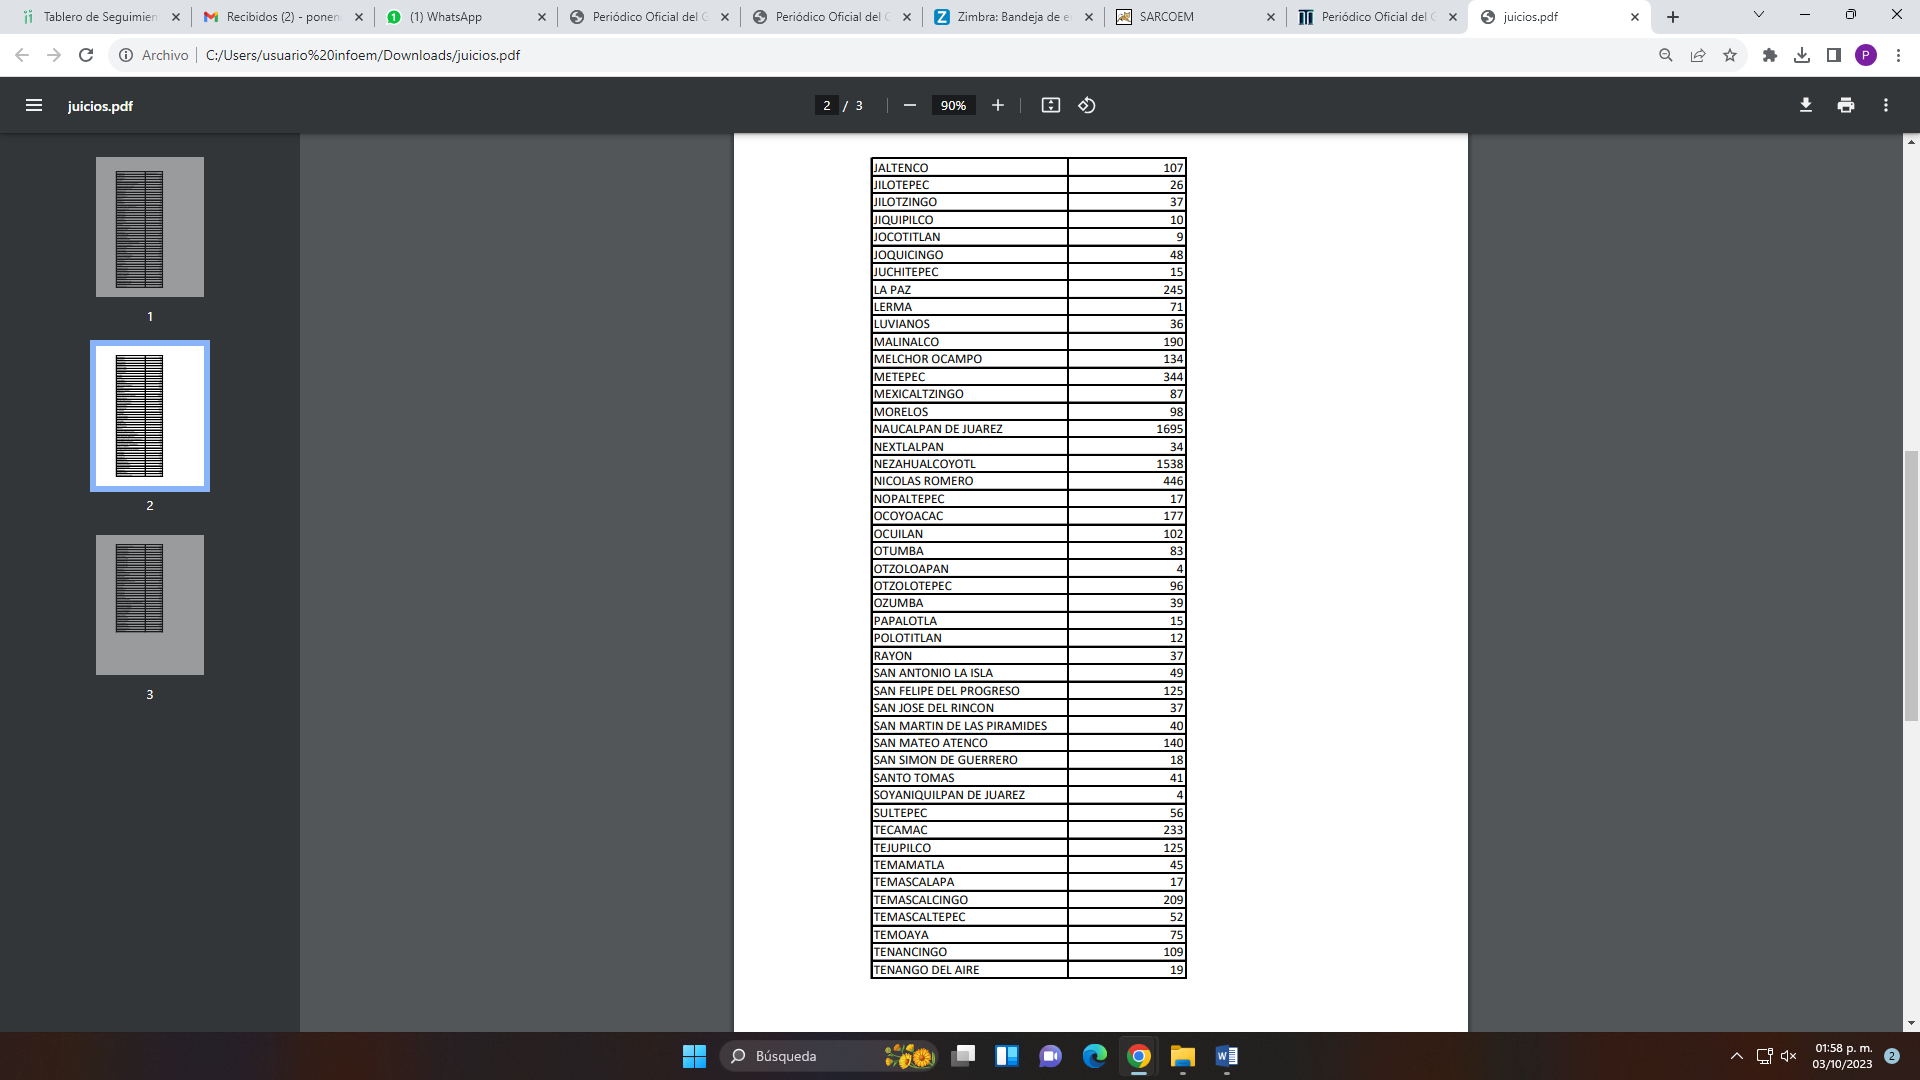 Tablero de Seguimien
Recibidos (2) - ponen
(1) WhatsApp
Periódico Oficial del G
Periódico Oficial del G
Zimbra: Bandeja de e
SARCOEM
Periódico Oficial del G
juicios.pdf
Archivo C:/Users/usuario%20infoem/Downloads/juicios.pdf
P
juicios.pdf
2 / 3
90%
1
2
3
JALTENCO 107
JILOTEPEC 26
JILOTZINGO 37
JIQUIPILCO 10
JOCOTITLAN 9
JOQUICINGO 48
JUCHITEPEC 15
LA PAZ 245
LERMA 71
LUVIANOS 36
MALINALCO 190
MELCHOR OCAMPO 134
METEPEC 344
MEXICALTZINGO 87
MORELOS 98
NAUCALPAN DE JUAREZ 1695
NEXTLALPAN 34
NEZAHUALCOYOTL 1538
NICOLAS ROMERO 446
NOPALTEPEC 17
OCOYOACAC 177
OCUILAN 102
OTUMBA 83
OTZOLOAPAN 4
OTZOLOTEPEC 96
OZUMBA 39
PAPALOTLA 15
POLOTITLAN 12
RAYON 37
SAN ANTONIO LA ISLA 49
SAN FELIPE DEL PROGRESO 125
SAN JOSE DEL RINCON 37
SAN MARTIN DE LAS PIRAMIDES 40
SAN MATEO ATENCO 140
SAN SIMON DE GUERRERO 18
SANTO TOMAS 41
SOYANIQUILPAN DE JUAREZ 4
SULTEPEC 56
TECAMAC 233
TEJUPILCO 125
TEMAMATLA 45
TEMASCALAPA 17
TEMASCALCINGO 209
TEMASCALTEPEC 52
TEMOAYA 75
TENANCINGO 109
TENANGO DEL AIRE 19
Búsqueda
01:58 p. m.
03/10/2023
2